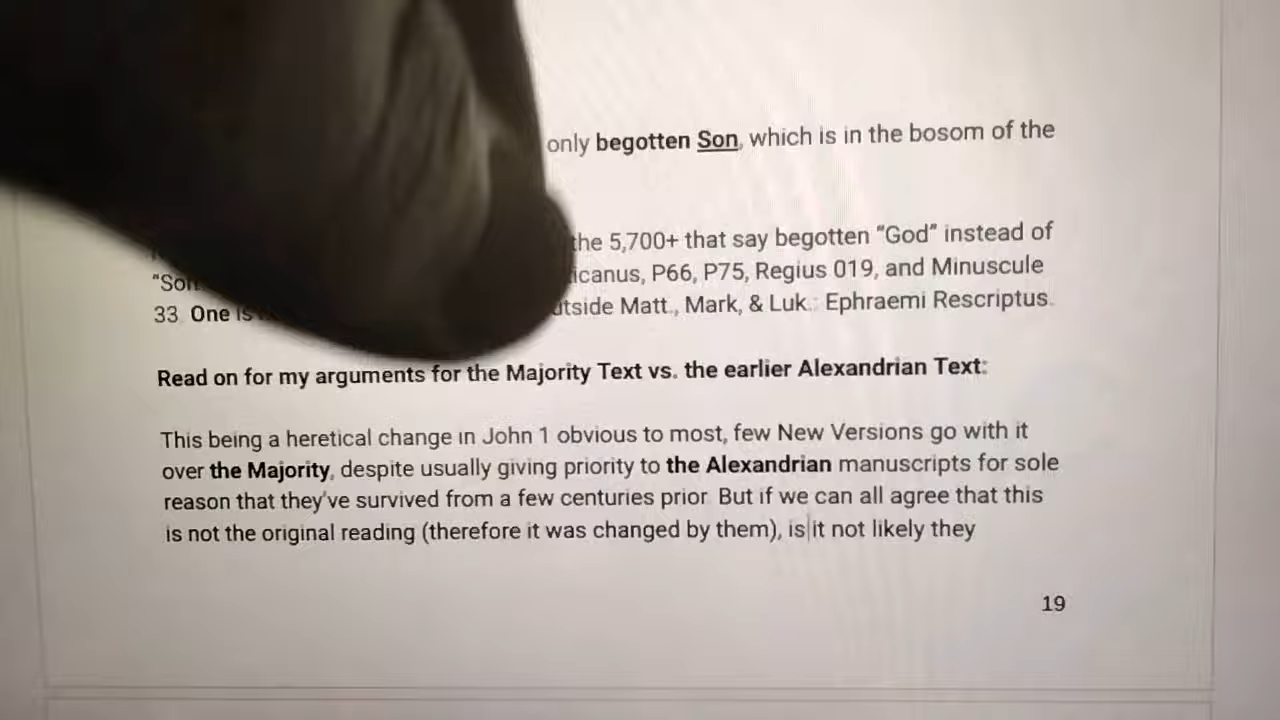 only begotten Son, which is in the bosom of the
the 5,700+ that say begotten “God” instead of
P66, P75, Regius 019, and Minuscule
33 One Matt., Mark, & Luk.: Ephraemi Rescriptus.
Read on for my arguments for the Majority Text vs. the earlier Alexandrian Text:
This being a heretical change in John 1 obvious to most, few New Versions go with it
over the Majority, despite usually giving priority to the Alexandrian manuscripts for sole
reason that they've survived from a few centuries prior. But if we can all agree that this
is not the original reading (therefore it was changed by them), is it not likely they
19